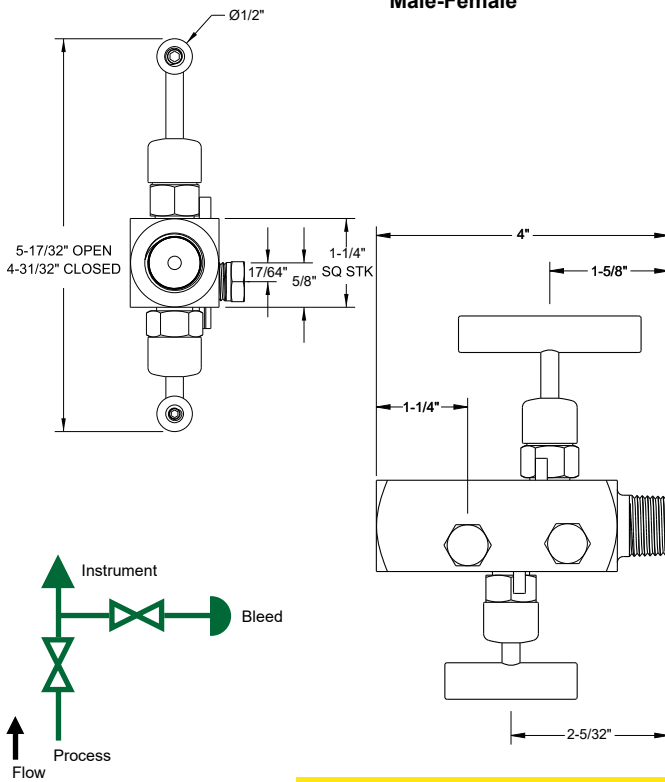 Male-Female
Ø1/2"
5-17/32" OPEN
4-31/32" CLOSED
17/64"
5/8"
1-1/4"
SQ STK
4"
1-5/8"
1-1/4"
2-5/32"
Instrument
Bleed
Process
Flow